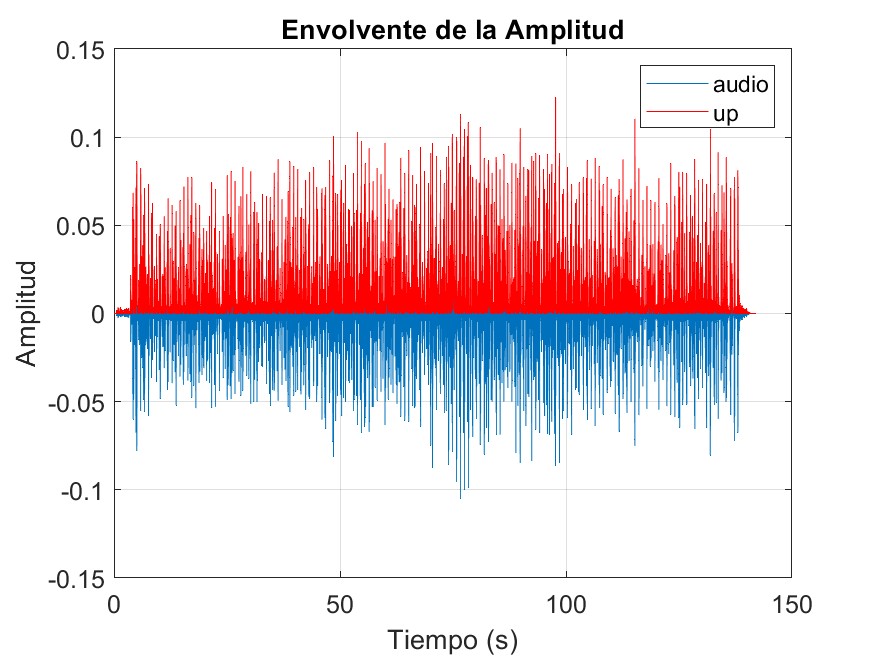 Envolvente de la Amplitud
0.15
0.1
0.05
0
-0.05
-0.1
-0.15
Amplitud
audio
up
0 50 100 150
Tiempo (s)